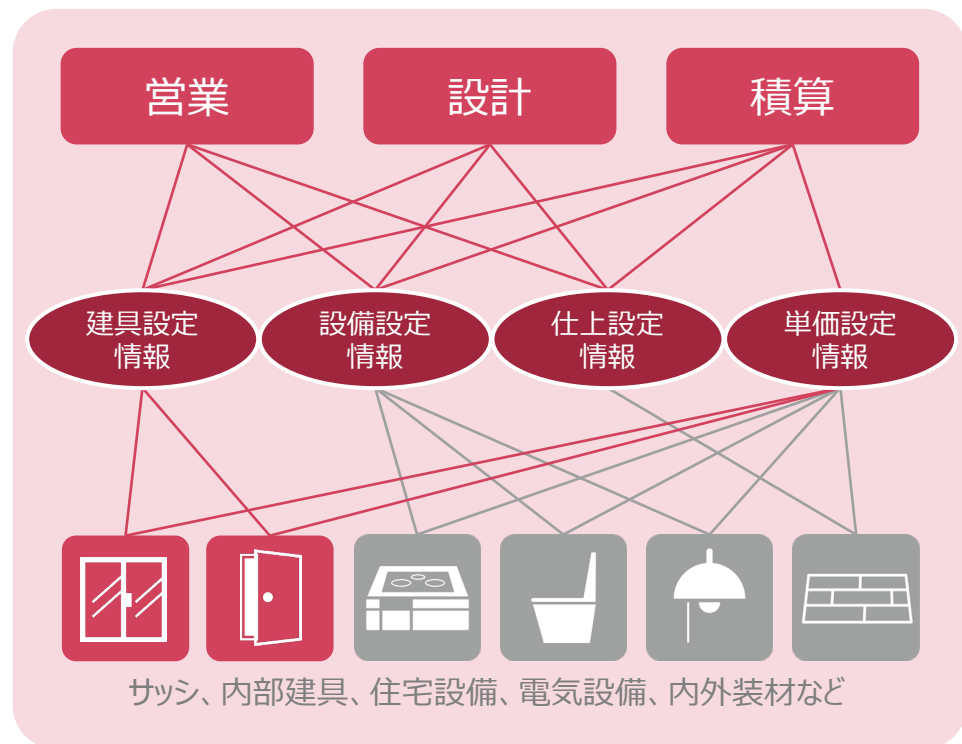 営業
設計
積算
建具設定
情報
設備設定
情報
仕上設定
情報
単価設定
情報
サッシ、内部建具、住宅設備、電気設備、内外装材など